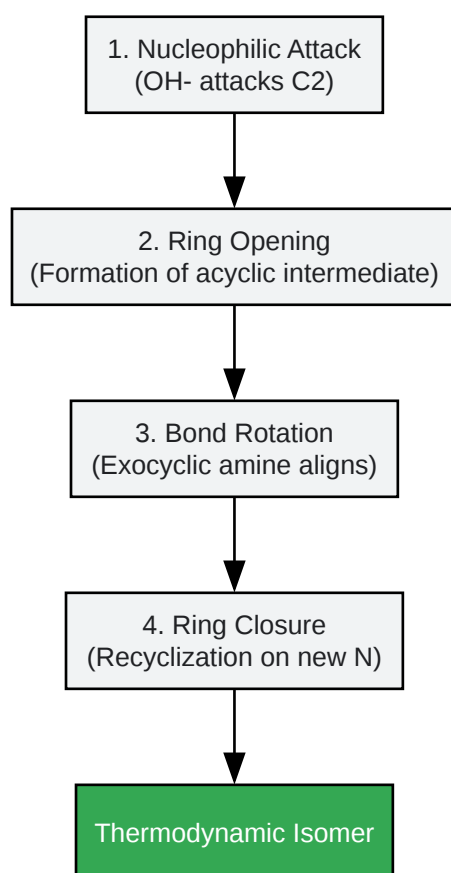 1. Nucleophilic Attack
(OH- attacks C2)
2. Ring Opening
(Formation of acyclic intermediate)
3. Bond Rotation
(Exocyclic amine aligns)
4. Ring Closure
(Recyclization on new N)
Thermodynamic Isomer